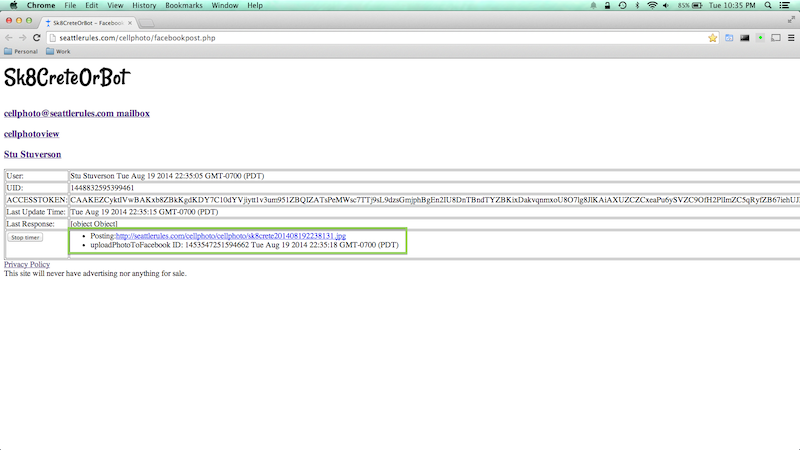 Chrome File Edit View History Bookmarks Window Help 85% Tue 10:35 PM
Sk8CreteOrBot – Facebook
seattlerules.com/cellphoto/facebookpost.php
Personal Work
Sk8CreteOrBot
cellphoto@seattlerules.com mailbox
cellphotoview
Stu Stuverson
User: Stu Stuverson Tue Aug 19 2014 22:35:05 GMT-0700 (PDT)
UID: 1448832595399461
ACCESSTOKEN:
Last Update Time: Tue Aug 19 2014 22:35:15 GMT-0700 (PDT)
Last Response: [object Object]
Stop timer
Posting:http://seattlerules.com/cellphoto/cellphoto/sk8crete201408192238131.jpg
uploadPhotoToFacebook ID: 1453547251594662 Tue Aug 19 2014 22:35:18 GMT-0700 (PDT)
Privacy Policy
This site will never have advertising nor anything for sale.